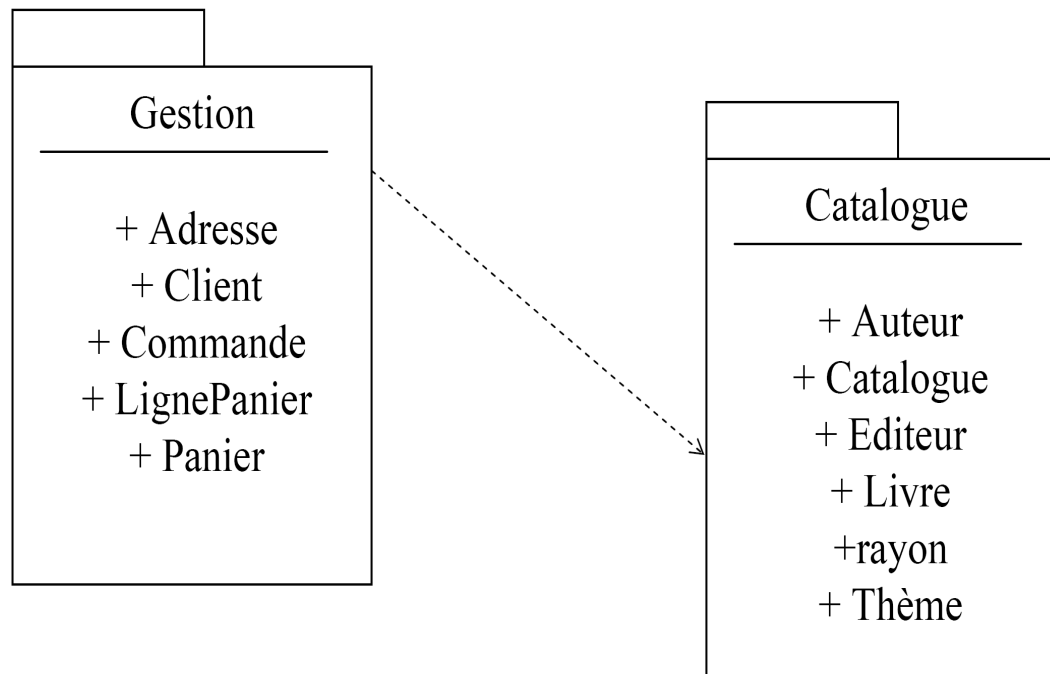 Gestion
+ Adresse
+ Client
+ Commande
+ LignePanier
+ Panier
Catalogue
+ Auteur
+ Catalogue
+ Editeur
+ Livre
+rayon
+ Thème